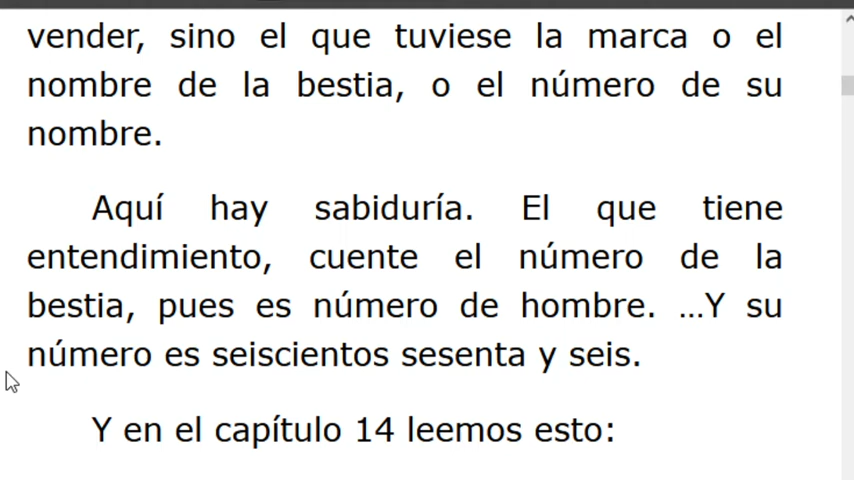 vender, sino el que tuviese la marca o el
nombre de la bestia, o el número de su
nombre.
Aquí hay sabiduría. El que tiene
entendimiento, cuente el número de la
bestia, pues es número de hombre. ...Y su
número es seiscientos sesenta y seis.
Y en el capítulo 14 leemos esto: